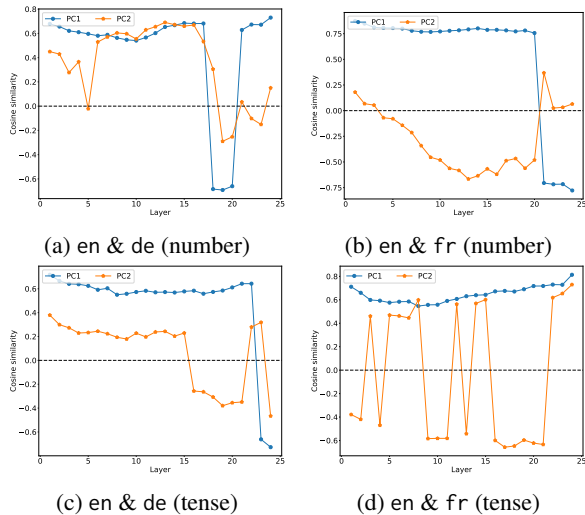 PC1 PC2
0.6
0.4
0.2
0.0
−0.2
−0.4
−0.6
Cosine similarity
0 5 10 15 20 25
Layer
(a) en & de (number)
PC1 PC2
0.75
0.50
0.25
0.00
−0.25
−0.50
−0.75
Cosine similarity
0 5 10 15 20 25
Layer
(b) en & fr (number)
PC1 PC2
0.6
0.4
0.2
0.0
−0.2
−0.4
−0.6
Cosine similarity
0 5 10 15 20 25
Layer
(c) en & de (tense)
PC1 PC2
0.8
0.6
0.4
0.2
0.0
−0.2
−0.4
−0.6
Cosine similarity
0 5 10 15 20 25
Layer
(d) en & fr (tense)